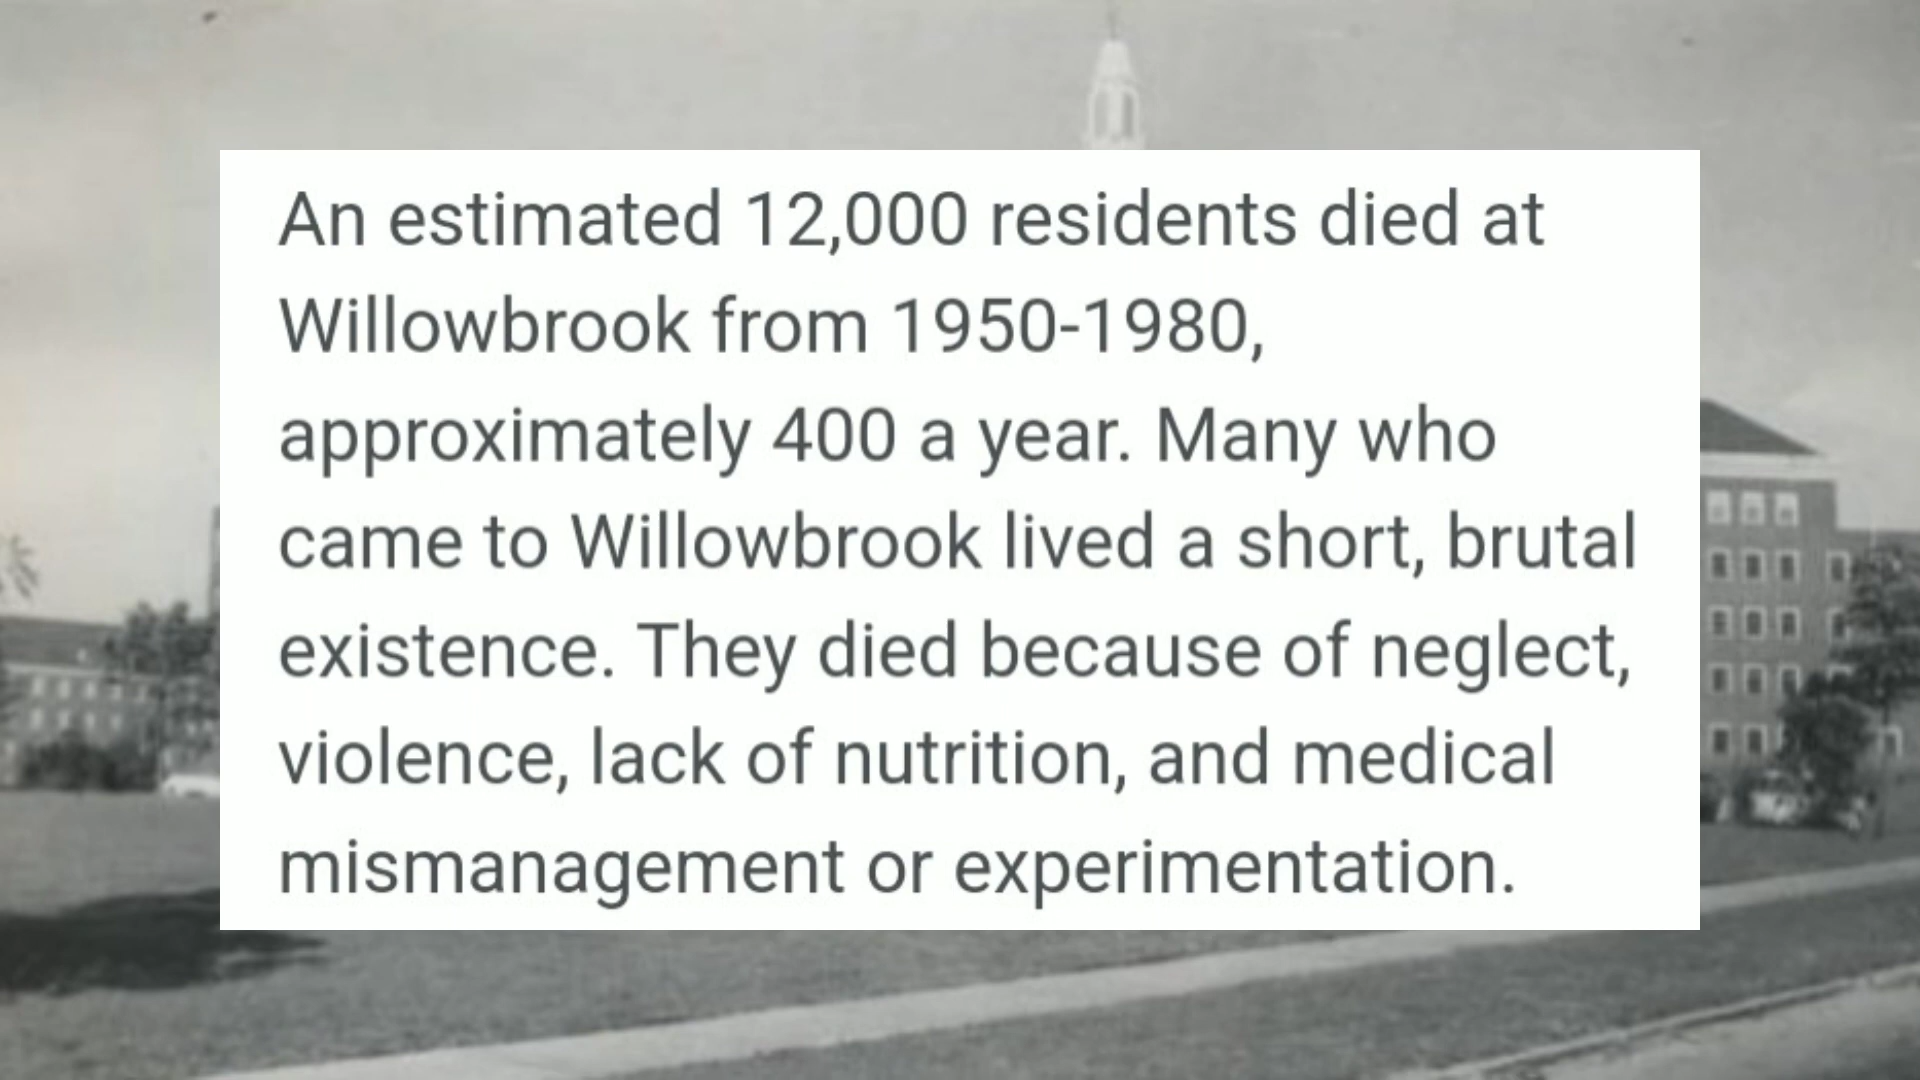 An estimated 12,000 residents died at
Willowbrook from 1950-1980,
approximately 400 a year. Many who
came to Willowbrook lived a short, brutal
existence. They died because of neglect,
violence, lack of nutrition, and medical
mismanagement or experimentation.